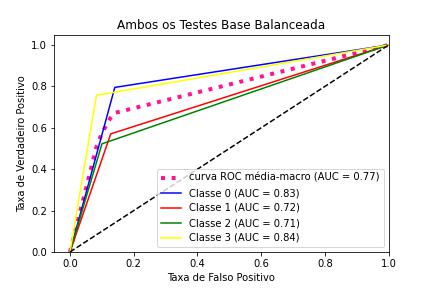 Ambos os Testes Base Balanceada
Taxa de Verdadeiro Positivo
1.0
0.8
0.6
0.4
0.2
0.0
curva ROC média-macro (AUC = 0.77)
Classe 0 (AUC = 0.83)
Classe 1 (AUC = 0.72)
Classe 2 (AUC = 0.71)
Classe 3 (AUC = 0.84)
0.0 0.2 0.4 0.6 0.8 1.0
Taxa de Falso Positivo